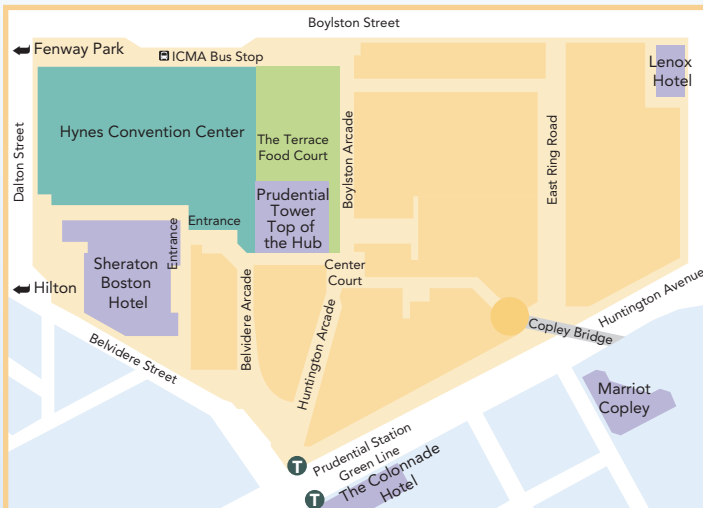 Boylston Street
Fenway Park
ICMA Bus Stop
Lenox
Hotel
Hynes Convention Center
The Terrace
Food Court
Dalton Street
Boylston Arcade
East Ring Road
Prudential
Tower
Top of
the Hub
Entrance
Entrance
Sheraton
Boston
Hotel
Center
Court
Hilton
Belvidere Arcade
Huntington Arcade
Huntington Avenue
Copley Bridge
Belvidere Street
Marriot
Copley
T
Prudential Station
Green Line
T
The Colonnade
Hotel